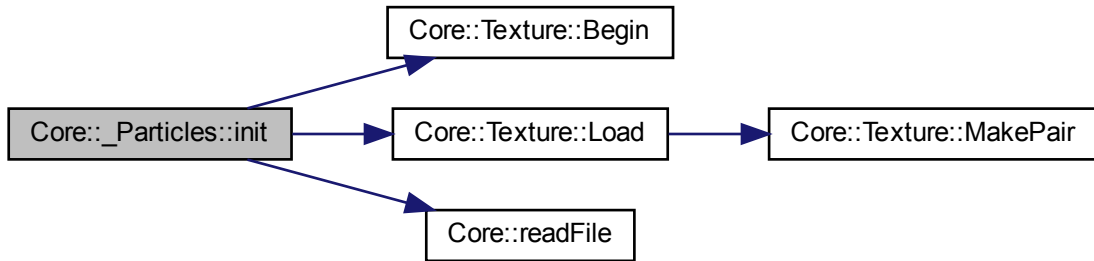 Core::Texture::Begin
Core::_Particles::init
Core::Texture::Load
Core::Texture::MakePair
Core::readFile